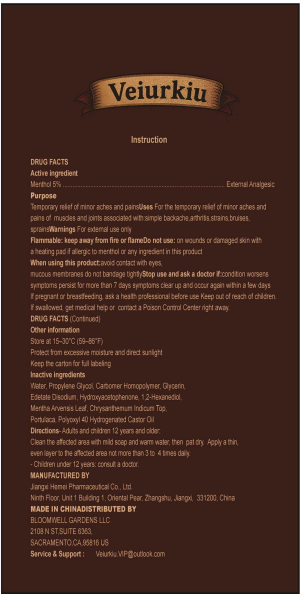 Veiurkiu
Instruction
DRUG FACTS
Active ingredient
Menthol 5% ........................................................................ External Analgesic
Purpose
Temporary relief of minor aches and painsUses For the temporary relief of minor aches and
pains of muscles and joints associated with:simple backache,arthritis,strains,bruises,
sprainsWarnings For external use only
Flammable: keep away from fire or flameDo not use: on wounds or damaged skin with
a heating pad if allergic to menthol or any ingredient in this product
When using this product:avoid contact with eyes,
mucous membranes do not bandage tightlyStop use and ask a doctor if:condition worsens
symptoms persist for more than 7 days symptoms clear up and occur again within a few days
If pregnant or breastfeeding, ask a health professional before use Keep out of reach of children.
If swallowed, get medical help or contact a Poison Control Center right away.
DRUG FACTS (Continued)
Other information
Store at 15~30°C (59~86°F)
Protect from excessive moisture and direct sunlight
Keep the carton for full labeling
Inactive ingredients
Water, Propylene Glycol, Carbomer Homopolymer, Glycerin,
Edetate Disodium, Hydroxyacetophenone, 1,2-Hexanediol,
Mentha Arvensis Leaf, Chrysanthemum Indicum Top,
Portulaca, Polyoxyl 40 Hydrogenated Castor Oil
Directions- Adults and children 12 years and older:
Clean the affected area with mild soap and warm water, then pat dry. Apply a thin,
even layer to the affected area not more than 3 to 4 times daily.
- Children under 12 years: consult a doctor.
MANUFACTURED BY
Jiangxi Hemei Pharmaceutical Co., Ltd.
Ninth Floor, Unit 1 Building 1, Oriental Pear, Zhangshu, Jiangxi, 331200, China
MADE IN CHINADISTRIBUTED BY
BLOOMWELL GARDENS LLC
2108 N ST.SUITE 6363,
SACRAMENTO,CA,95816 US
Service & Support : Veiurkiu.VIP@outlook.com